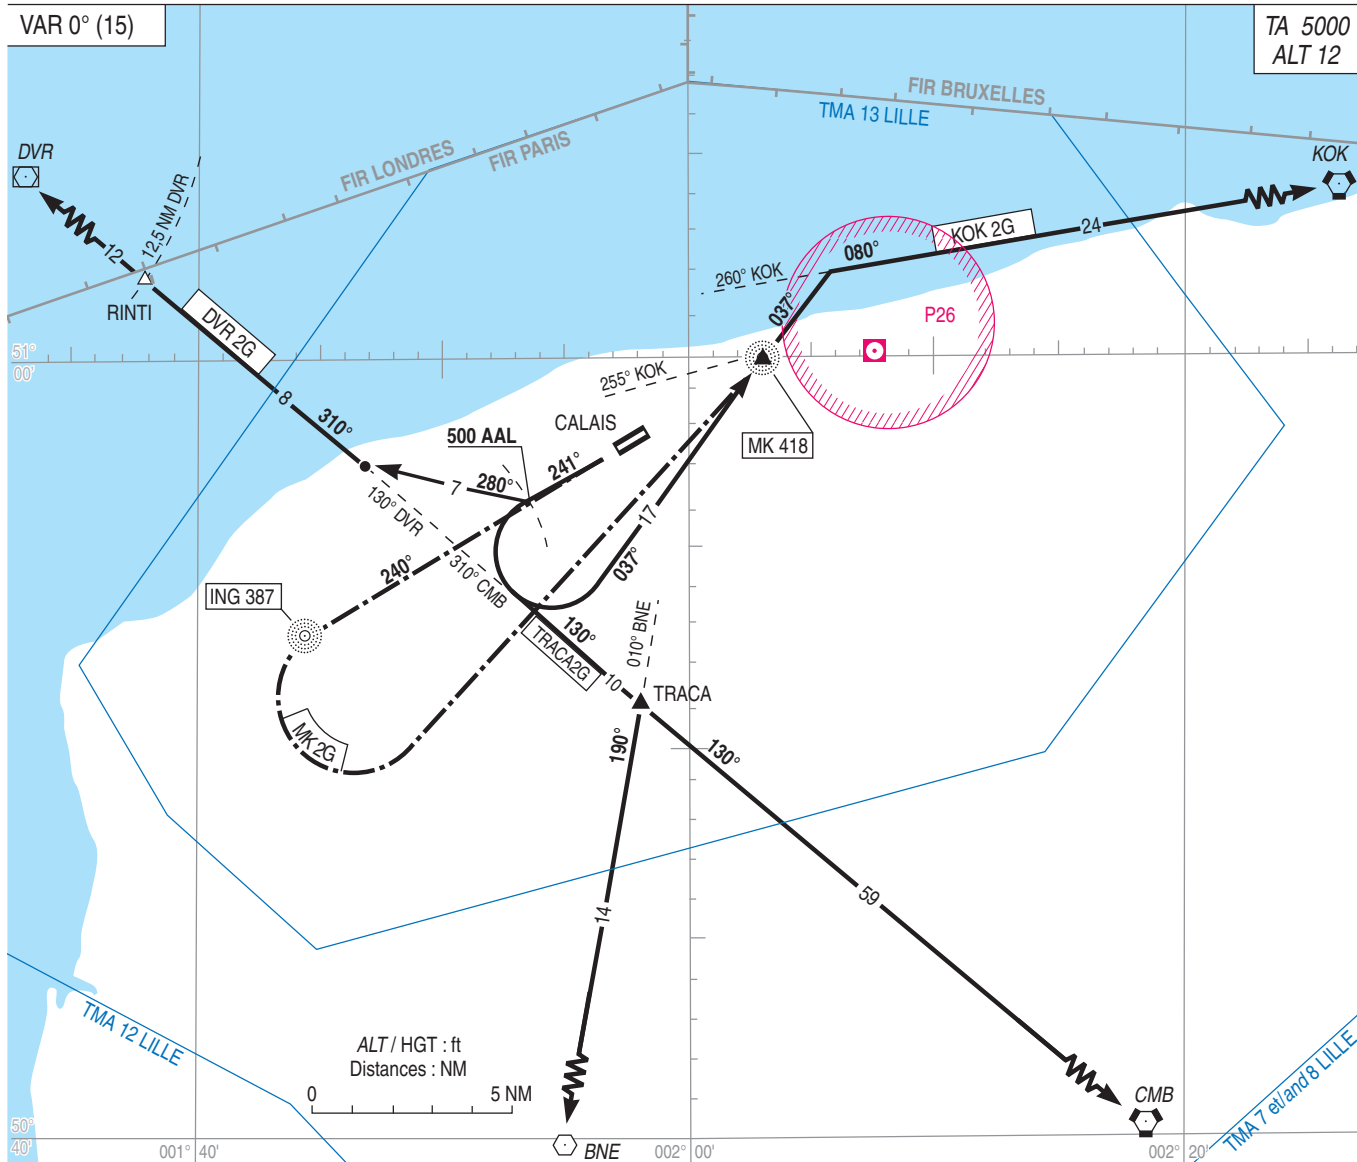 VAR 0° (15)
TA 5000
ALT 12
FIR BRUXELLES
TMA 13 LILLE
FIR LONDRES
FIR PARIS
DVR
KOK
12,5 NM DVR
12
RINTI
DVR 2G
KOK 2G
24
080°
260° KOK
037°
P26
51°
00'
255° KOK
MK 418
8
310°
CALAIS
500 AAL
241°
280°
7
130° DVR
17
037°
240°
310° CMB
ING 387
010° BNE
130°
TRACA2G
10
TRACA
MK 2G
190°
130°
59
14
TMA 12 LILLE
ALT / HGT : ft
Distances : NM
0
5 NM
CMB
TMA 7 et/and 8 LILLE
50°
40'
001° 40'
BNE
002° 00'
002° 20'